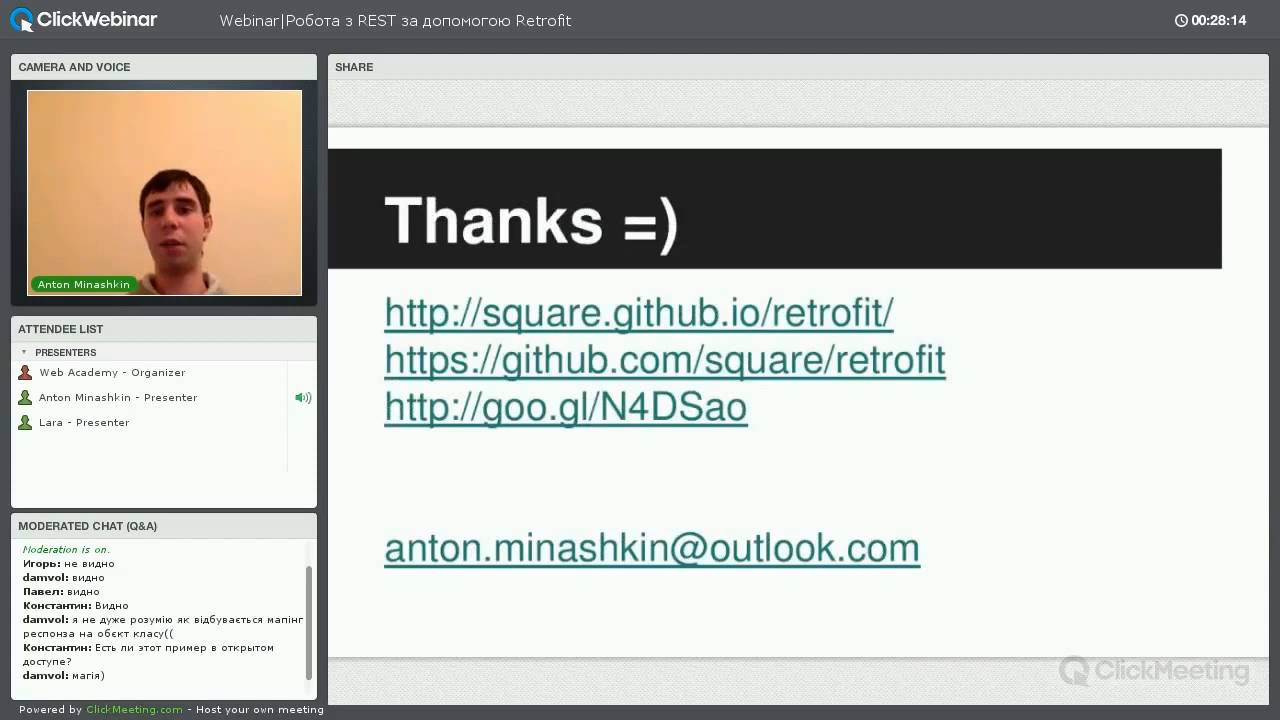 ClickWebinar
Webinar|Робота з REST за допомогою Retrofit
00:28:14
CAMERA AND VOICE
Anton Minashkin
ATTENDEE LIST
PRESENTERS
Web Academy - Organizer
Anton Minashkin - Presenter
Lara - Presenter
MODERATED CHAT (Q&A)
Moderation is on.
Игорь: не видно
damvol: видно
Павел: видно
Константин: Видно
damvol: я не дуже розумію як відбувається мапінг
респонза на обєкт класу((
Константин: Есть ли этот пример в открытом
доступе?
damvol: магія)
SHARE
Thanks =)
http://square.github.io/retrofit/
https://github.com/square/retrofit
http://goo.gl/N4DSao
anton.minashkin@outlook.com
ClickMeeting
Powered by ClickMeeting.com - Host your own meeting